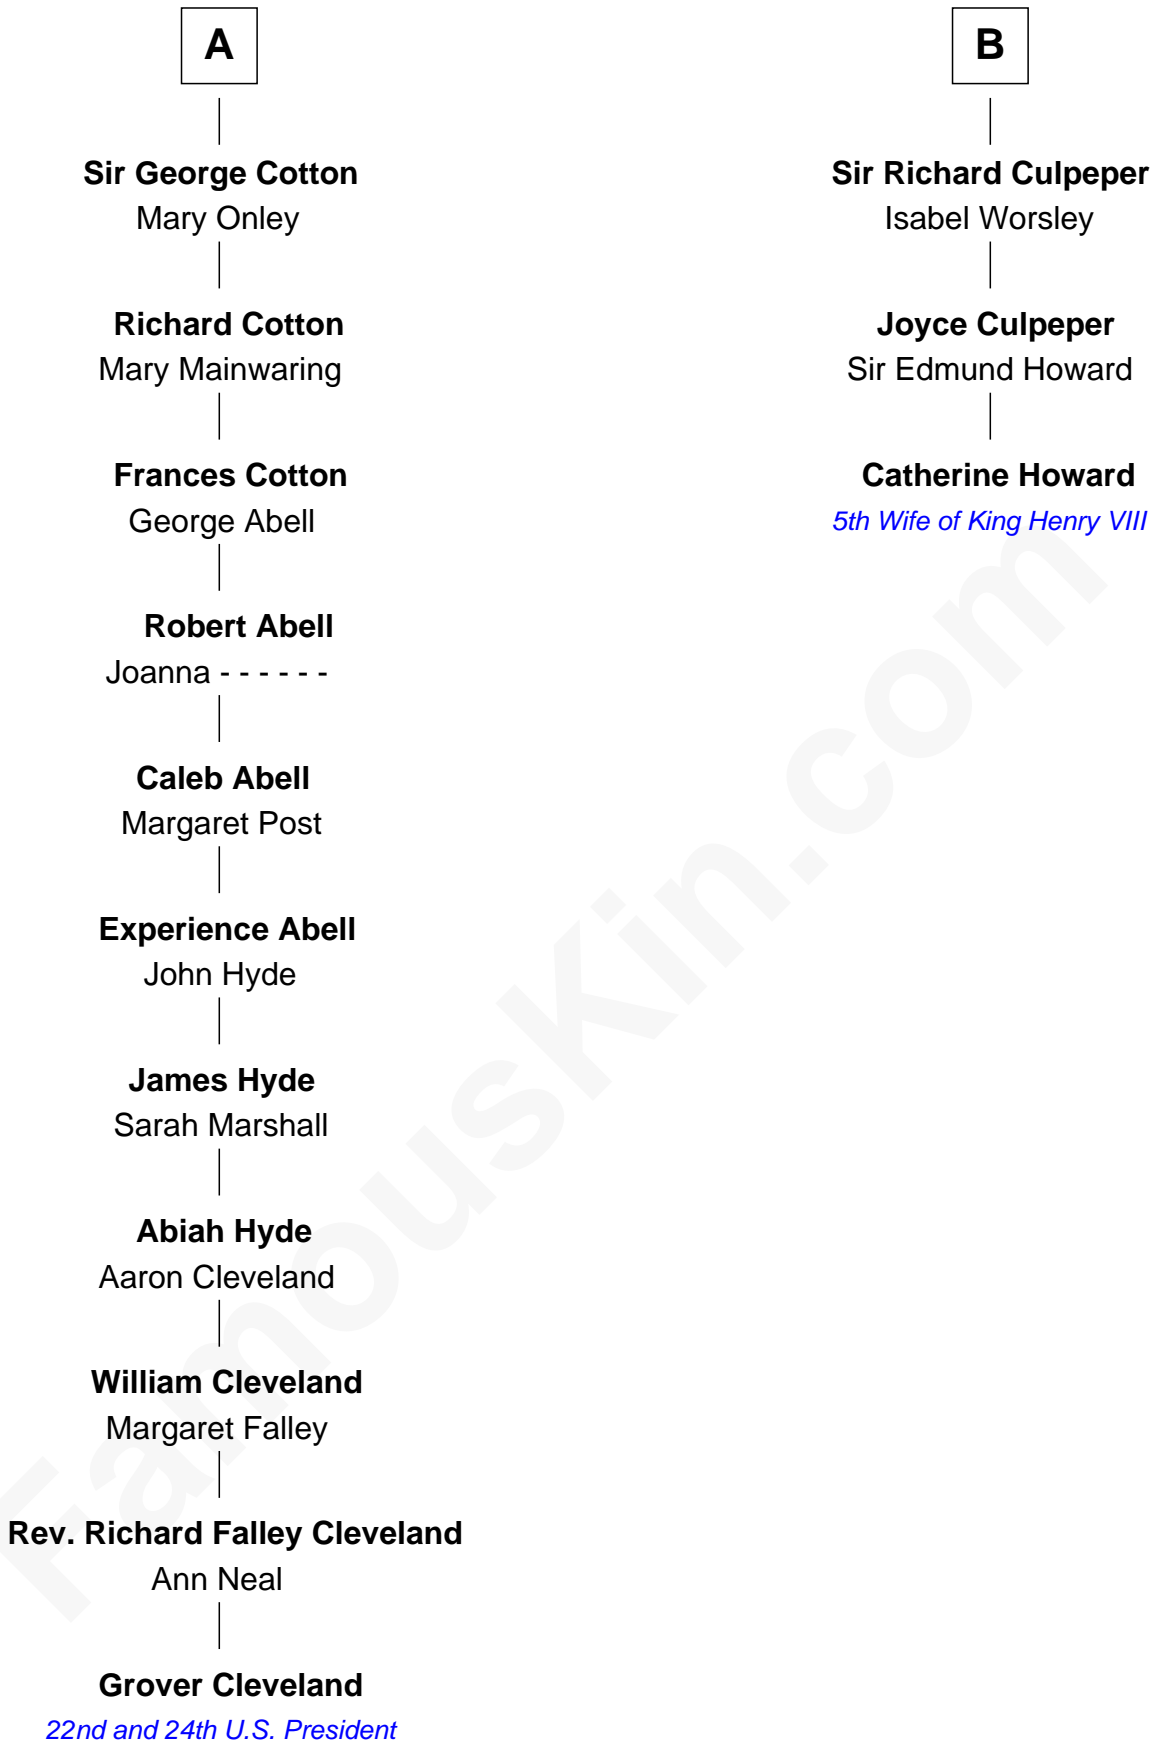 A
B
Sir George Cotton
Mary Onley
Sir Richard Culpeper
Isabel Worsley
Richard Cotton
Mary Mainwaring
Joyce Culpeper
Sir Edmund Howard
Frances Cotton
George Abell
Catherine Howard
5th Wife of King Henry VIII
Robert Abell
Joanna - - - - - -
Caleb Abell
Margaret Post
Experience Abell
John Hyde
James Hyde
Sarah Marshall
Abiah Hyde
Aaron Cleveland
William Cleveland
Margaret Falley
Rev. Richard Falley Cleveland
Ann Neal
Grover Cleveland
22nd and 24th U.S. President
FamousKin.com